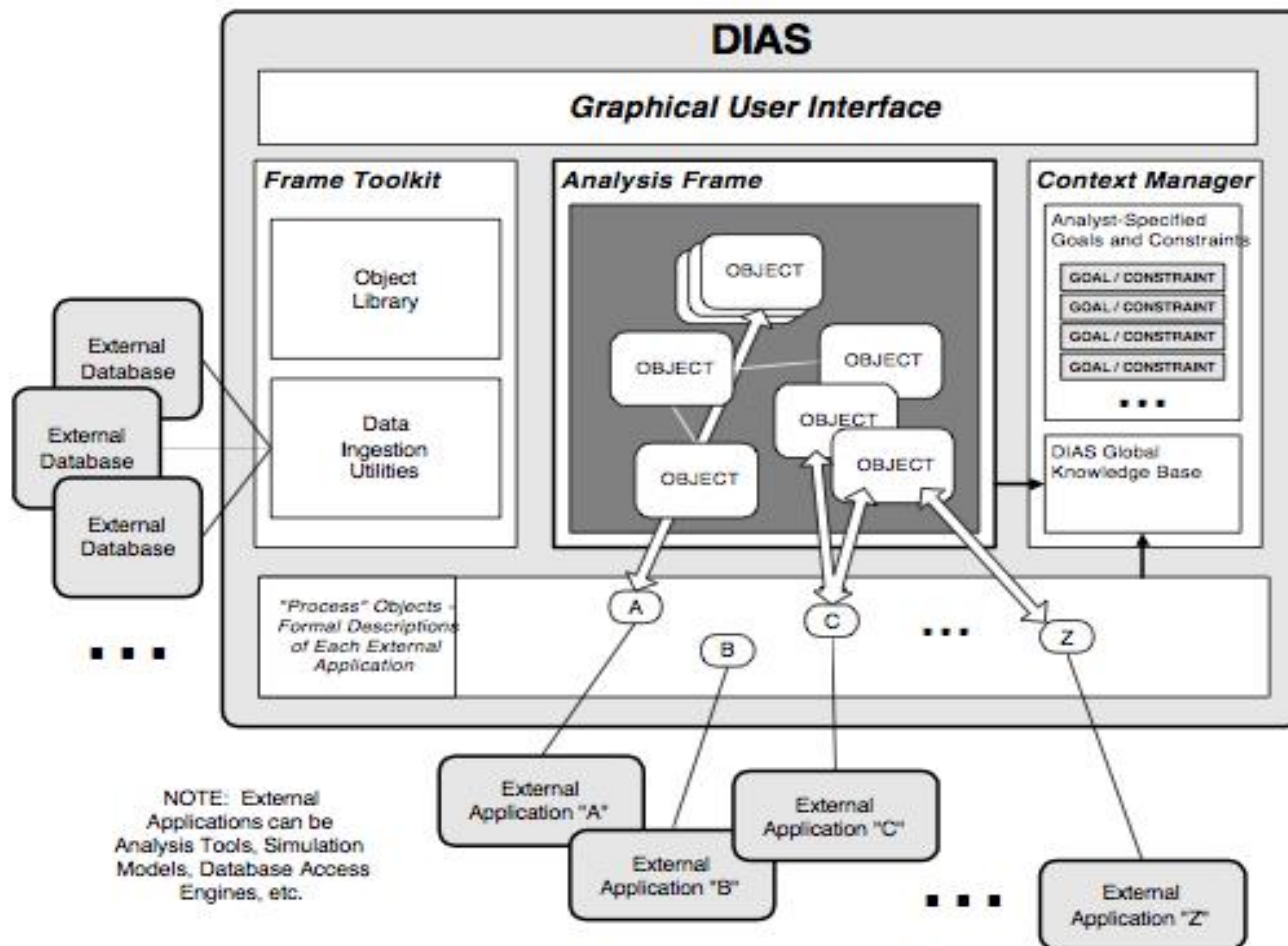 DIAS
Graphical User Interface
Frame Toolkit
Object
Library
Data
Ingestion
Utilities
Analysis Frame
OBJECT
OBJECT
OBJECT
OBJECT
OBJECT
OBJECT
Context Manager
Analyst-Specified
Goals and Constraints
GOAL / CONSTRAINT
GOAL / CONSTRAINT
GOAL / CONSTRAINT
GOAL / CONSTRAINT
...
DIAS Global
Knowledge Base
External
Database
External
Database
External
Database
...
"Process" Objects -
Formal Descriptions
of Each External
Application
A
B
C
...
Z
External
Application "A"
External
Application "B"
External
Application "C"
...
External
Application "Z"
NOTE: External
Applications can be
Analysis Tools, Simulation
Models, Database Access
Engines, etc.